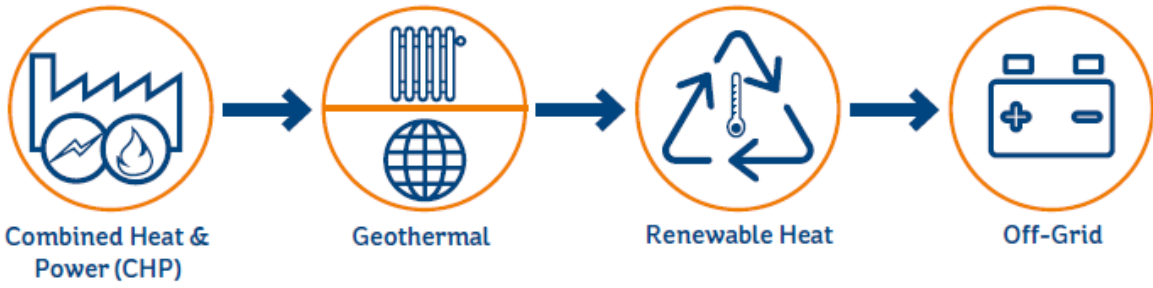 Combined Heat &
Power (CHP)
Geothermal
Renewable Heat
Off-Grid